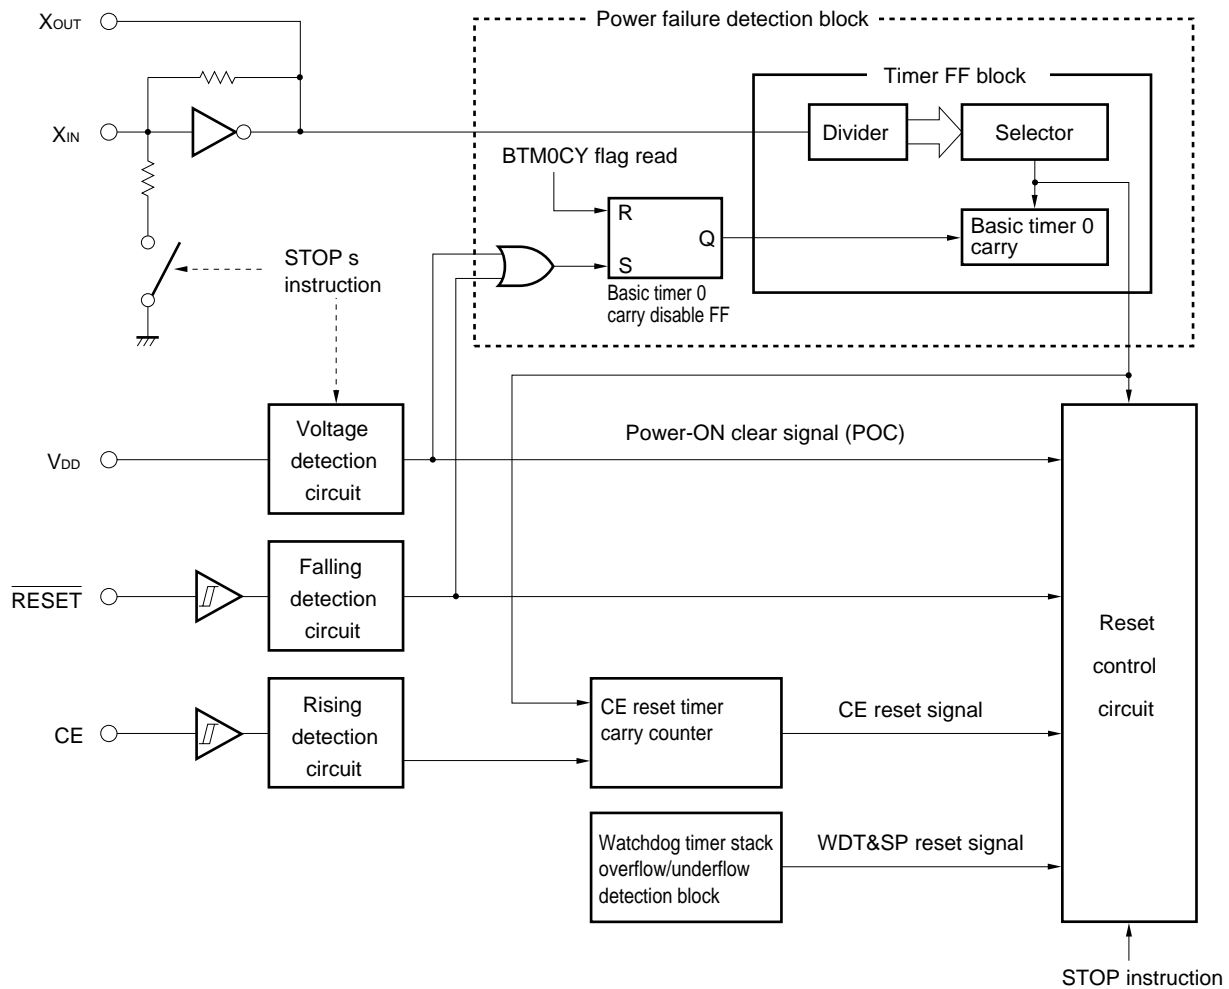 XOUT
Power failure detection block
Timer FF block
XIN
Divider
Selector
BTM0CY flag read
R
Q
S
Basic timer 0
carry
Basic timer 0
carry disable FF
STOP s
instruction
Voltage
detection
circuit
VDD
Power-ON clear signal (POC)
RESET
Falling
detection
circuit
Reset
control
circuit
CE
Rising
detection
circuit
CE reset timer
carry counter
CE reset signal
Watchdog timer stack
overflow/underflow
detection block
WDT&SP reset signal
STOP instruction